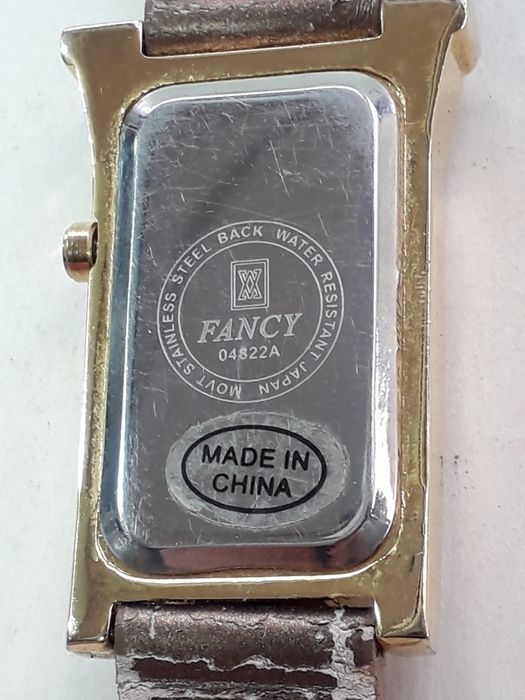 STAINLESS STEEL BACK WATER RESISTANT JAPAN MOVT
FANCY
04822A
MADE IN
CHINA